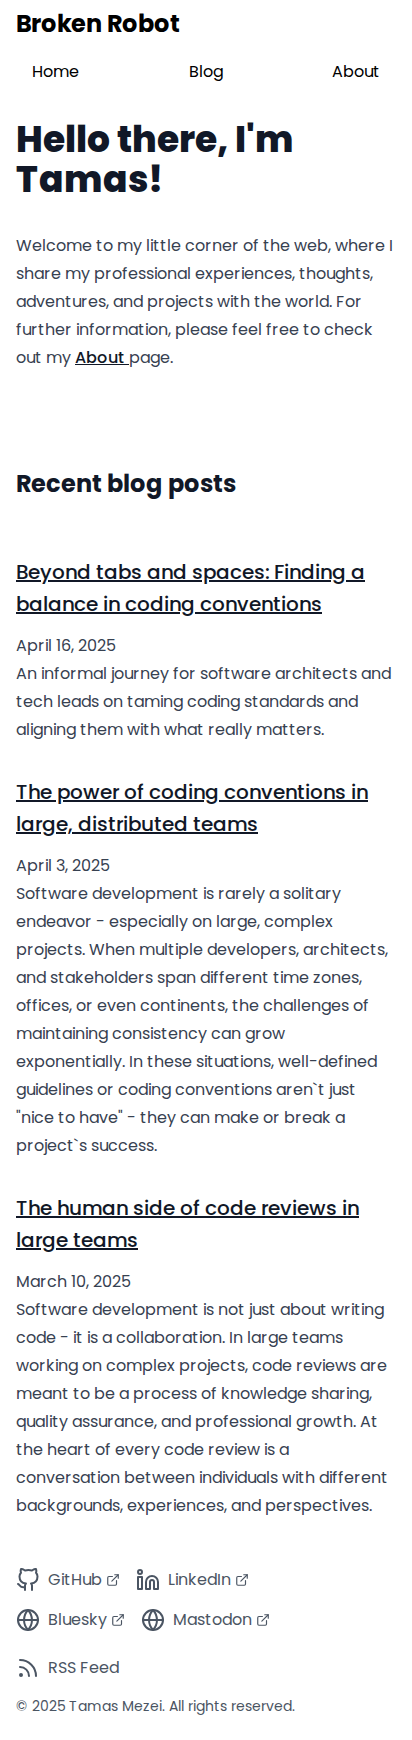 Broken Robot
Home Blog About
Hello there, I'm
Tamas!
Welcome to my little corner of the web, where I
share my professional experiences, thoughts,
adventures, and projects with the world. For
further information, please feel free to check
out my About page.
Recent blog posts
Beyond tabs and spaces: Finding a
balance in coding conventions
April 16, 2025
An informal journey for software architects and
tech leads on taming coding standards and
aligning them with what really matters.
The power of coding conventions in
large, distributed teams
April 3, 2025
Software development is rarely a solitary
endeavor - especially on large, complex
projects. When multiple developers, architects,
and stakeholders span different time zones,
offices, or even continents, the challenges of
maintaining consistency can grow
exponentially. In these situations, well-defined
guidelines or coding conventions aren`t just
"nice to have" - they can make or break a
project`s success.
The human side of code reviews in
large teams
March 10, 2025
Software development is not just about writing
code - it is a collaboration. In large teams
working on complex projects, code reviews are
meant to be a process of knowledge sharing,
quality assurance, and professional growth. At
the heart of every code review is a
conversation between individuals with different
backgrounds, experiences, and perspectives.
GitHub LinkedIn
Bluesky Mastodon
RSS Feed
© 2025 Tamas Mezei. All rights reserved.